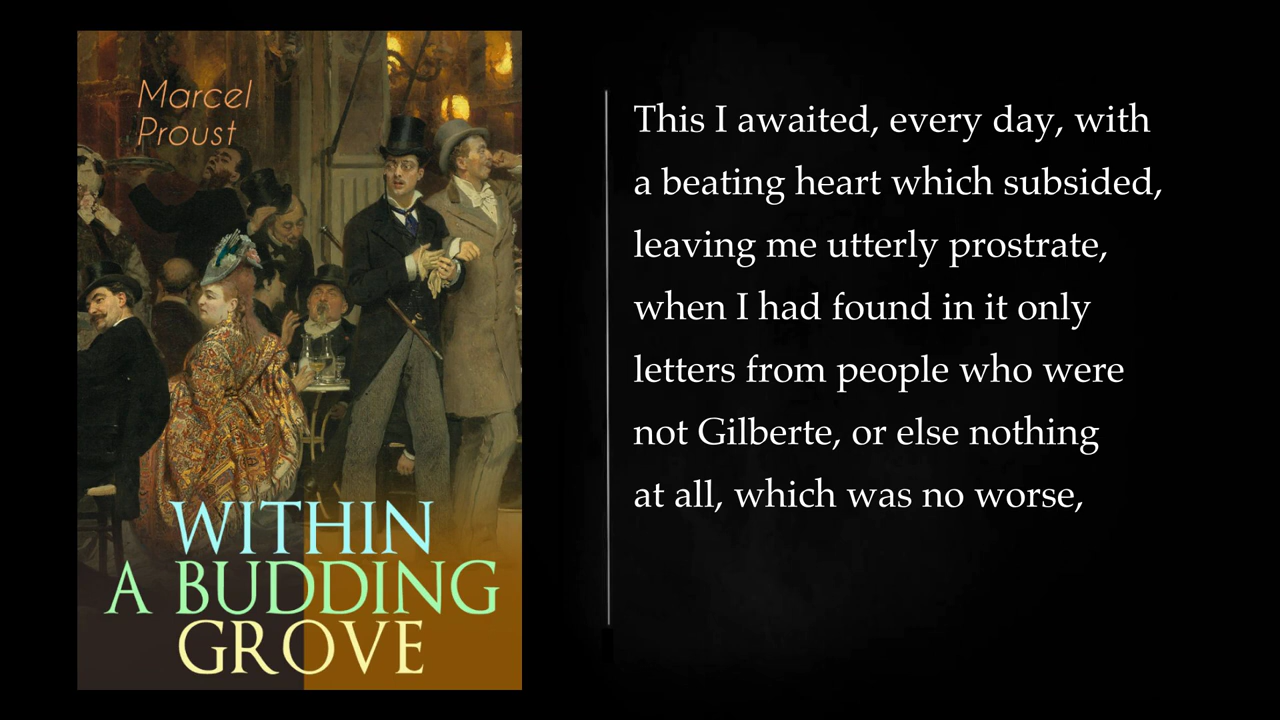 Marcel
Proust
WITHIN
A BUDDING
GROVE
This I awaited, every day, with
a beating heart which subsided,
leaving me utterly prostrate,
when I had found in it only
letters from people who were
not Gilberte, or else nothing
at all, which was no worse,